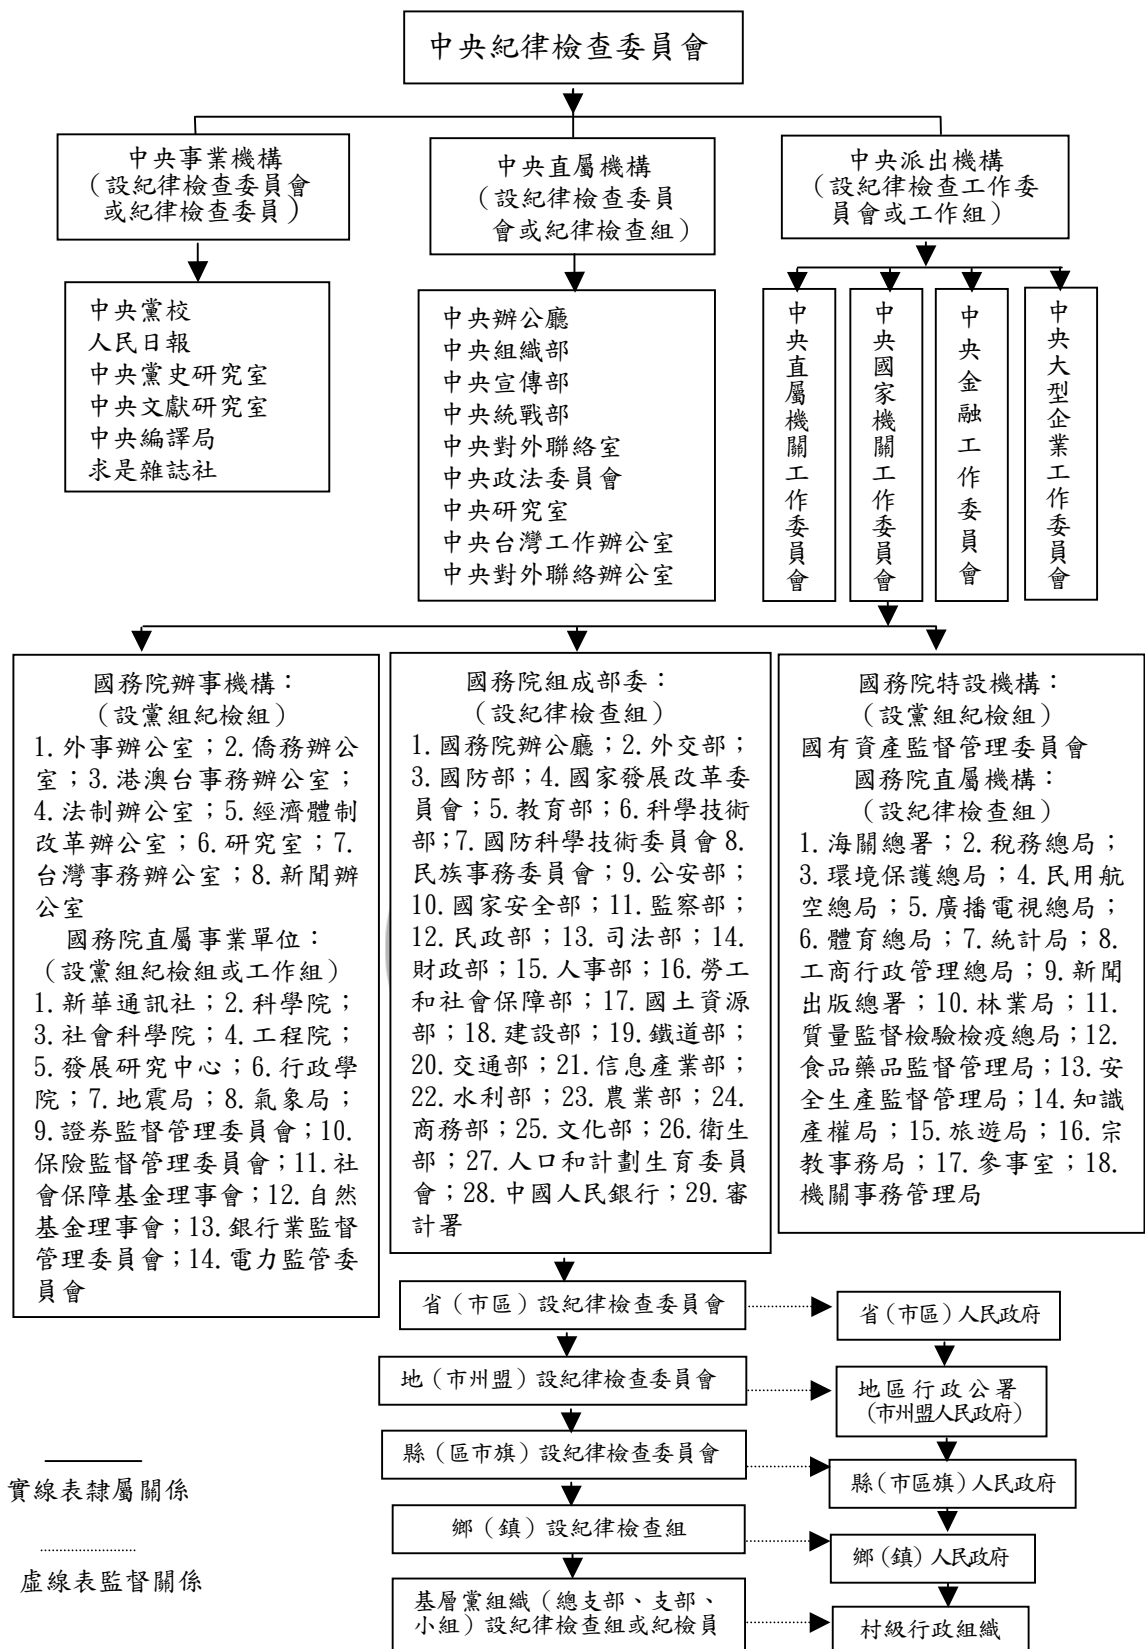 中央紀律檢查委員會
中央事業機構
（設紀律檢查委員會
或紀律檢查委員）
中央直屬機構
（設紀律檢查委員
會或紀律檢查組）
中央派出機構
（設紀律檢查工作委
員會或工作組）
中央黨校
人民日報
中央黨史研究室
中央文獻研究室
中央編譯局
求是雜誌社
中央辦公廳
中央組織部
中央宣傳部
中央統戰部
中央對外聯絡室
中央政法委員會
中央研究室
中央台灣工作辦公室
中央對外聯絡辦公室
中央直屬機關工作委員會
中央國家機關工作委員會
中央金融工作委員會
中央大型企業工作委員會
國務院辦事機構：
（設黨組紀檢組）
1.外事辦公室；2.僑務辦公
室；3.港澳台事務辦公室；
4.法制辦公室；5.經濟體制
改革辦公室；6.研究室；7.
台灣事務辦公室；8.新聞辦
公室
國務院直屬事業單位：
（設黨組紀檢組或工作組）
1.新華通訊社；2.科學院；
3.社會科學院；4.工程院；
5.發展研究中心；6.行政學
院；7.地震局；8.氣象局；
9.證券監督管理委員會；10.
保險監督管理委員會；11.社
會保障基金理事會；12.自然
基金理事會；13.銀行業監督
管理委員會；14.電力監管委
員會
國務院組成部委：
（設紀律檢查組）
1.國務院辦公廳；2.外交部；
3.國防部；4.國家發展改革委
員會；5.教育部；6.科學技術
部；7.國防科學技術委員會 8.
民族事務委員會；9.公安部；
10.國家安全部；11.監察部；
12.民政部；13.司法部；14.
財政部；15.人事部；16.勞工
和社會保障部；17.國土資源
部；18.建設部；19.鐵道部；
20.交通部；21.信息產業部；
22.水利部；23.農業部；24.
商務部；25.文化部；26.衛生
部；27.人口和計劃生育委員
會；28.中國人民銀行；29.審
計署
國務院特設機構：
（設黨組紀檢組）
國有資產監督管理委員會
國務院直屬機構：
（設紀律檢查組）
1.海關總署；2.稅務總局；
3.環境保護總局；4.民用航
空總局；5.廣播電視總局；
6.體育總局；7.統計局；8.
工商行政管理總局；9.新聞
出版總署；10.林業局；11.
質量監督檢驗檢疫總局；12.
食品藥品監督管理局；13.安
全生產監督管理局；14.知識
產權局；15.旅遊局；16.宗
教事務局；17.參事室；18.
機關事務管理局
省（市區）設紀律檢查委員會
省（市區）人民政府
地（市州盟）設紀律檢查委員會
地區行政公署
（市州盟人民政府）
縣（區市旗）設紀律檢查委員會
縣（市區旗）人民政府
鄉（鎮）設紀律檢查組
鄉（鎮）人民政府
基層黨組織（總支部、支部、
小組）設紀律檢查組或紀檢員
村級行政組織
實線表隸屬關係
虛線表監督關係